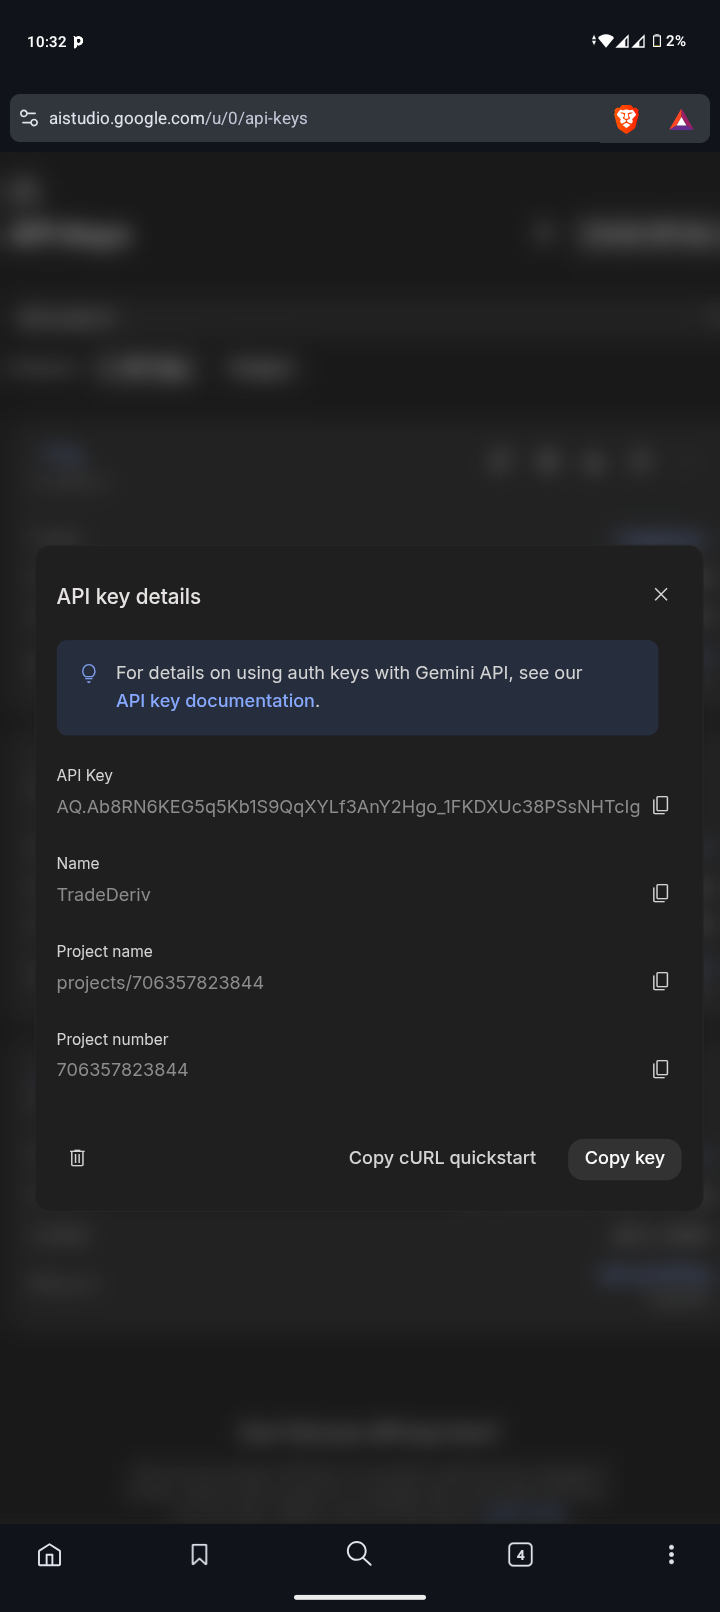 10:32
2%
aistudio.google.com/u/0/api-keys
API key details
For details on using auth keys with Gemini API, see our
API key documentation.
API Key
AQ.Ab8RN6KEG5q5Kb1S9QqXYLf3AnY2Hgo_1FKDXUc38PSsNHTcIg
Name
TradeDeriv
Project name
projects/706357823844
Project number
706357823844
Copy cURL quickstart
Copy key
4